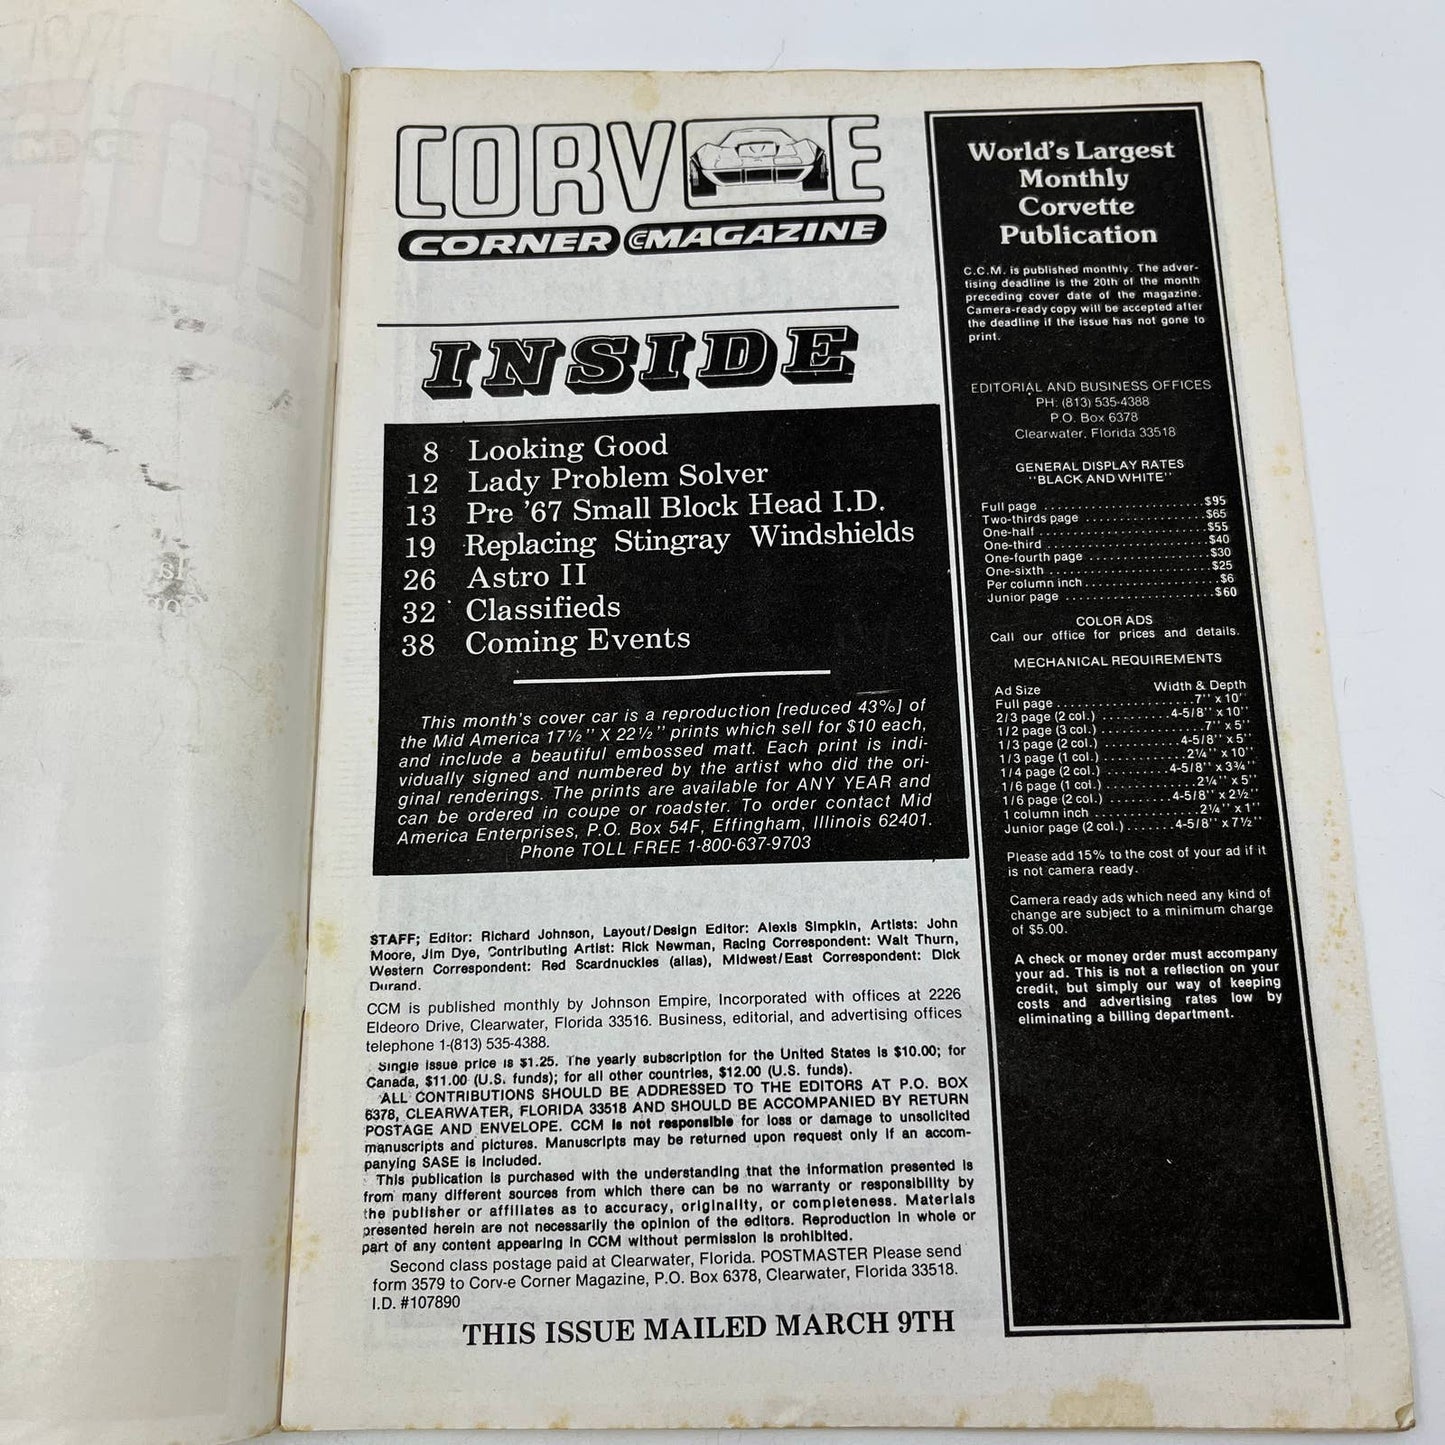 CORV E
CORNER CCMAGAZINE
INSIDE
8 Looking Good
12 Lady Problem Solver
13 Pre '67 Small Block Head I.D.
19 Replacing Stingray Windshields
26 Astro II
32 Classifieds
38 Coming Events
This month's cover car is a reproduction [reduced 43%] of
the Mid America 17½" X 22½" prints which sell for $10 each,
and include a beautiful embossed matt. Each print is indi-
vidually signed and numbered by the artist who did the ori-
ginal renderings. The prints are available for ANY YEAR and
can be ordered in coupe or roadster. To order contact Mid
America Enterprises, P.O. Box 54F, Effingham, Illinois 62401.
Phone TOLL FREE 1-800-637-9703
STAFF; Editor: Richard Johnson, Layout/Design Editor: Alexis Simpkin, Artists: John
Moore, Jim Dye, Contributing Artist: Rick Newman, Racing Correspondent: Walt Thurn,
Western Correspondent: Red Scardnuckles (alias), Midwest/East Correspondent: Dick
Durand.
CCM is published monthly by Johnson Empire, Incorporated with offices at 2226
Eldeoro Drive, Clearwater, Florida 33516. Business, editorial, and advertising offices
telephone 1-(813) 535-4388.
Single issue price is $1.25. The yearly subscription for the United States is $10.00; for
Canada, $11.00 (U.S. funds); for all other countries, $12.00 (U.S. funds).
ALL CONTRIBUTIONS SHOULD BE ADDRESSED TO THE EDITORS AT P.O. BOX
6378, CLEARWATER, FLORIDA 33518 AND SHOULD BE ACCOMPANIED BY RETURN
POSTAGE AND ENVELOPE. CCM is not responsible for loss or damage to unsolicited
manuscripts and pictures. Manuscripts may be returned upon request only if an accom-
panying SASE is included.
This publication is purchased with the understanding that the information presented is
from many different sources from which there can be no warranty or responsibility by
the publisher or affiliates as to accuracy, originality, or completeness. Materials
presented herein are not necessarily the opinion of the editors. Reproduction in whole or
part of any content appearing in CCM without permission is prohibited.
Second class postage paid at Clearwater, Florida. POSTMASTER Please send
form 3579 to Corv-e Corner Magazine, P.O. Box 6378, Clearwater, Florida 33518.
I.D. #107890
THIS ISSUE MAILED MARCH 9TH
World's Largest
Monthly
Corvette
Publication
C.C.M. is published monthly. The adver-
tising deadline is the 20th of the month
preceding cover date of the magazine.
Camera-ready copy will be accepted after
the deadline if the issue has not gone to
print.
EDITORIAL AND BUSINESS OFFICES
PH: (813) 535-4388
P.O. Box 6378
Clearwater, Florida 33518
GENERAL DISPLAY RATES
"BLACK AND WHITE"
Full page ........................ $95
Two-thirds page .................. $65
One-half ......................... $55
One-third ........................ $40
One-fourth page .................. $30
One-sixth ........................ $25
Per column inch .................... $6
Junior page ...................... $60
COLOR ADS
Call our office for prices and details.
MECHANICAL REQUIREMENTS
Ad Size Width & Depth
Full page .................. 7" x 10"
2/3 page (2 col.) .......... 4-5/8" x 10"
1/2 page (3 col.) ............... 7" x 5"
1/3 page (2 col.) .......... 4-5/8" x 5"
1/3 page (1 col.) .......... 2¼" x 10"
1/4 page (2 col.) ......... 4-5/8" x 3¾"
1/6 page (1 col.) ............ 2¼" x 5"
1/6 page (2 col.) ......... 4-5/8" x 2½"
1 column inch ............... 2¼" x 1"
Junior page (2 col.) ....... 4-5/8" x 7½"
Please add 15% to the cost of your ad if it
is not camera ready.
Camera ready ads which need any kind of
change are subject to a minimum charge
of $5.00.
A check or money order must accompany
your ad. This is not a reflection on your
credit, but simply our way of keeping
costs and advertising rates low by
eliminating a billing department.